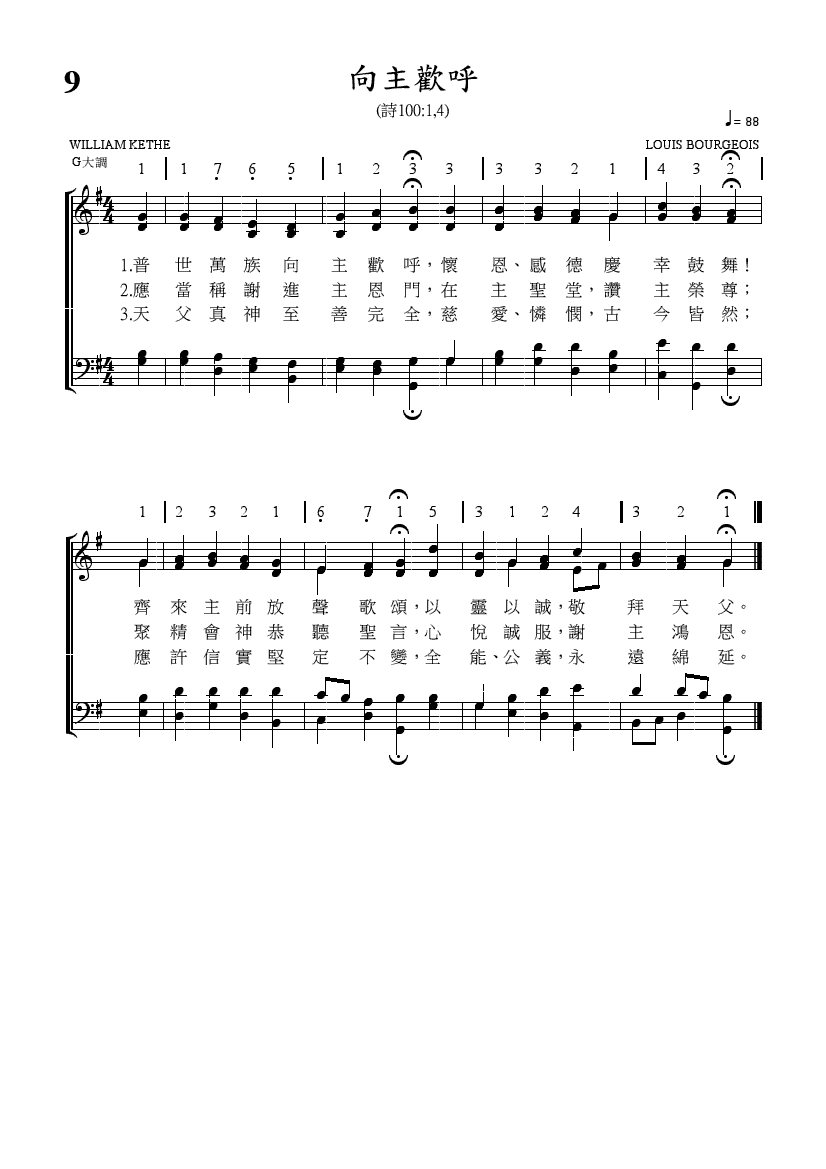 9
向主歡呼
(詩100:1,4)
♩= 88
WILLIAM KETHE
LOUIS BOURGEOIS
G大調
1 | 1 7̣ 6̣ 5̣ | 1 2 3 3 | 3 3 2 1 | 4 3 2 |
4 4
1.普 世 萬 族 向 主 歡 呼，懷 恩、感 德 慶 幸 鼓 舞！
2.應 當 稱 謝 進 主 恩 門，在 主 聖 堂，讚 主 榮 尊；
3.天 父 真 神 至 善 完 全，慈 愛、憐 憫，古 今 皆 然；
4 4
1 | 2 3 2 1 | 6̣ 7̣ 1 5 | 3 1 2 4 | 3 2 1 ‖
齊 來 主 前 放 聲 歌 頌，以 靈 以 誠，敬 拜 天 父。
聚 精 會 神 恭 聽 聖 言，心 悅 誠 服，謝 主 鴻 恩。
應 許 信 實 堅 定 不 變，全 能、公 義，永 遠 綿 延。